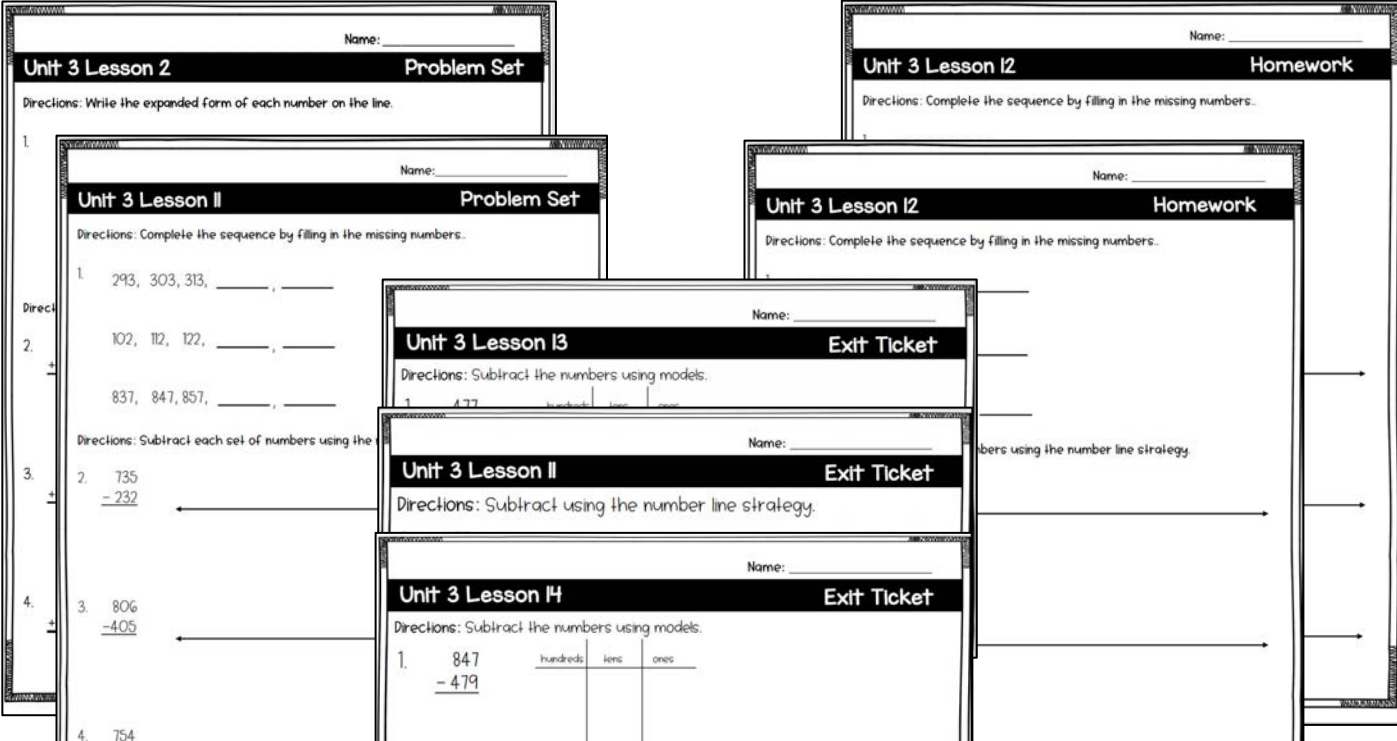 Name:
Unit 3 Lesson 2 Problem Set
Directions: Write the expanded form of each number on the line.
1.
2.
+
3.
+
4.
+
Name:
Unit 3 Lesson 11 Problem Set
Directions: Complete the sequence by filling in the missing numbers..
1. 293, 303, 313, ______ , ______
102, 112, 122, ______ , ______
837, 847, 857, ______ , ______
Directions: Subtract each set of numbers using the
2. 735
- 232
3. 806
-405
4. 754
Name:
Unit 3 Lesson 12 Homework
Directions: Complete the sequence by filling in the missing numbers..
Name:
Unit 3 Lesson 12 Homework
Directions: Complete the sequence by filling in the missing numbers..
using the number line strategy.
Name:
Unit 3 Lesson 13 Exit Ticket
Directions: Subtract the numbers using models.
1. 477 hundreds tens ones
Name:
Unit 3 Lesson 11 Exit Ticket
Directions: Subtract using the number line strategy.
Name:
Unit 3 Lesson 14 Exit Ticket
Directions: Subtract the numbers using models.
1. 847 hundreds tens ones
- 479